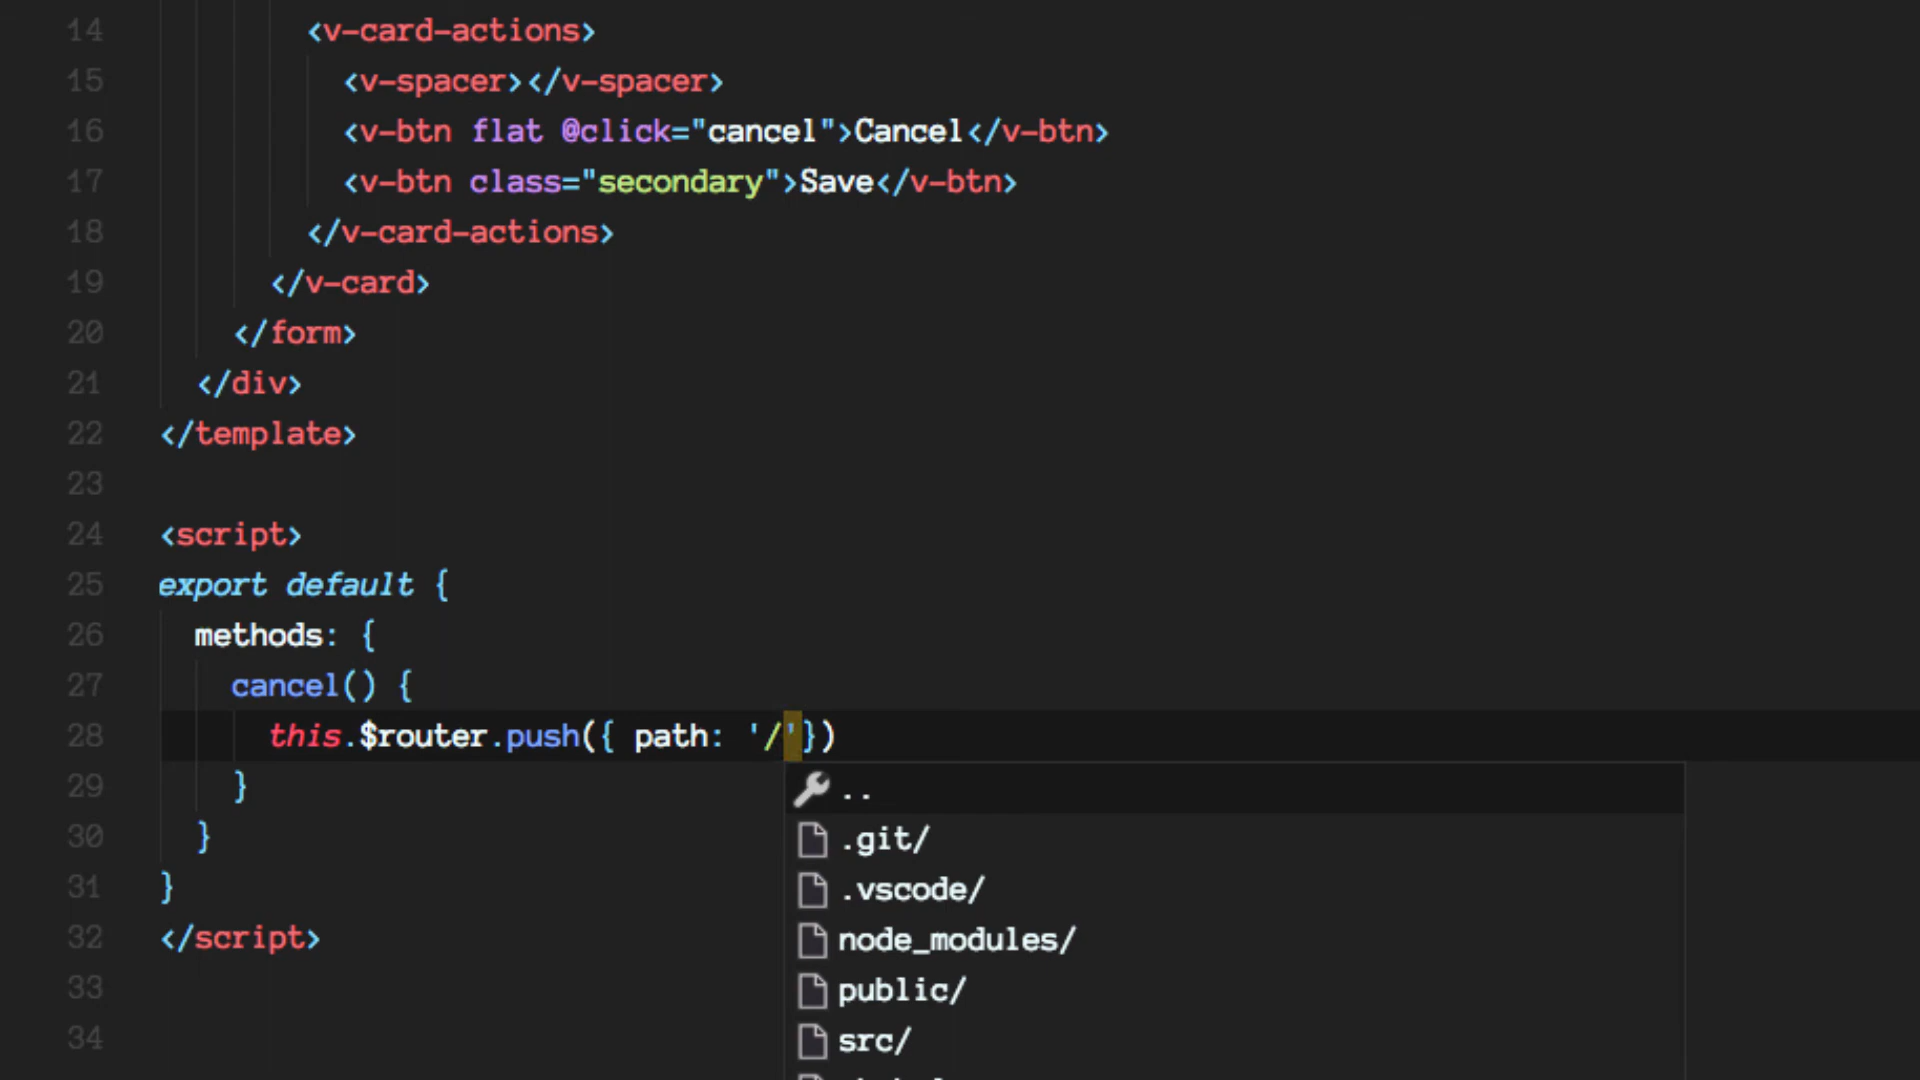 14 <v-card-actions>
15 <v-spacer></v-spacer>
16 <v-btn flat @click="cancel">Cancel</v-btn>
17 <v-btn class="secondary">Save</v-btn>
18 </v-card-actions>
19 </v-card>
20 </form>
21 </div>
22 </template>
23
24 <script>
25 export default {
26 methods: {
27 cancel() {
28 this.$router.push({ path: '/'})
29 }
..
30 }
.git/
31 }
.vscode/
32 </script>
node_modules/
33
public/
34
src/